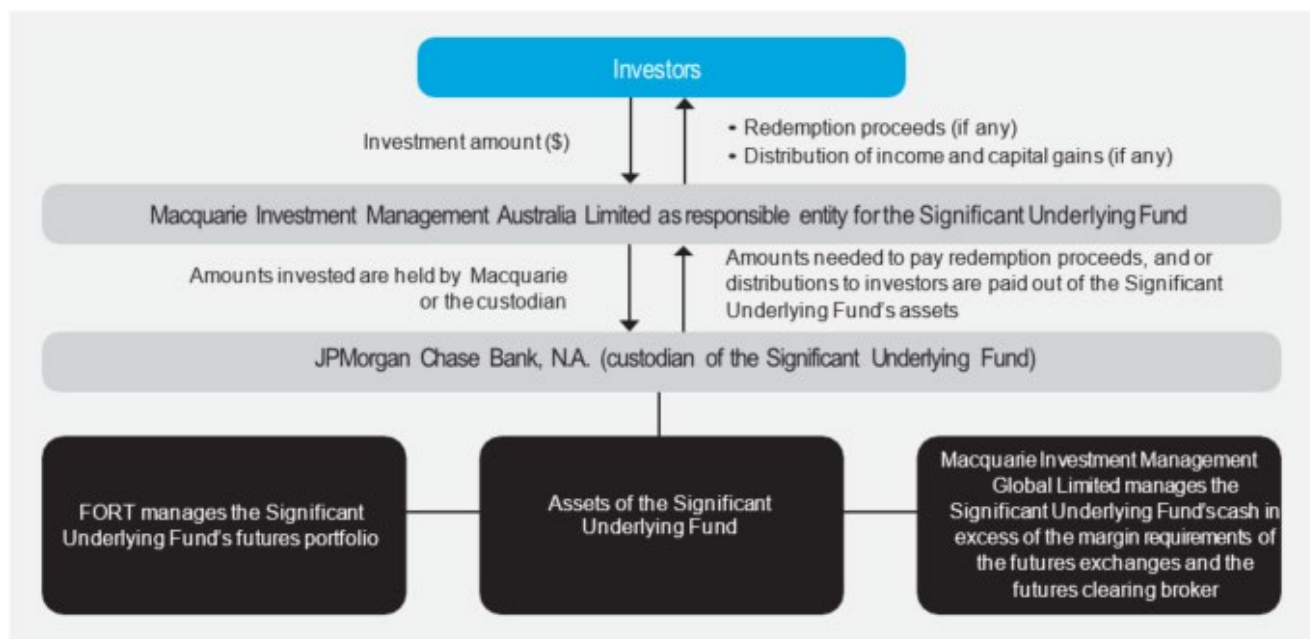 Investors
Investment amount ($)
• Redemption proceeds (if any)
• Distribution of income and capital gains (if any)
Macquarie Investment Management Australia Limited as responsible entity for the Significant Underlying Fund
Amounts invested are held by Macquarie
or the custodian
Amounts needed to pay redemption proceeds, and or
distributions to investors are paid out of the Significant
Underlying Fund's assets
JPMorgan Chase Bank, N.A. (custodian of the Significant Underlying Fund)
FORT manages the Significant
Underlying Fund's futures portfolio
Assets of the Significant
Underlying Fund
Macquarie Investment Management
Global Limited manages the
Significant Underlying Fund's cash in
excess of the margin requirements of
the futures exchanges and the
futures clearing broker